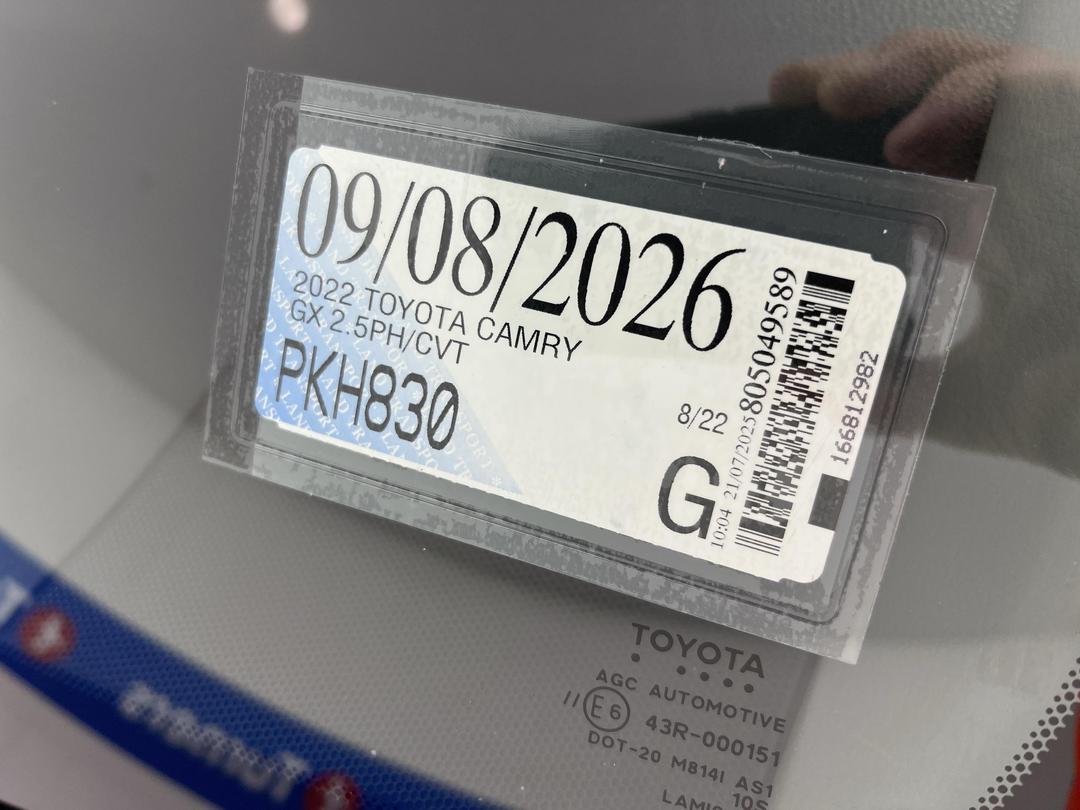 09/08/2026
2022 TOYOTA CAMRY
GX 2.5PH/CVT
PKH830
8/22
G
10:04 21/07/2025
805049589
166812982
TOYOTA
AGC AUTOMOTIVE
E6 43R-000151
DOT-20 M814I AS1